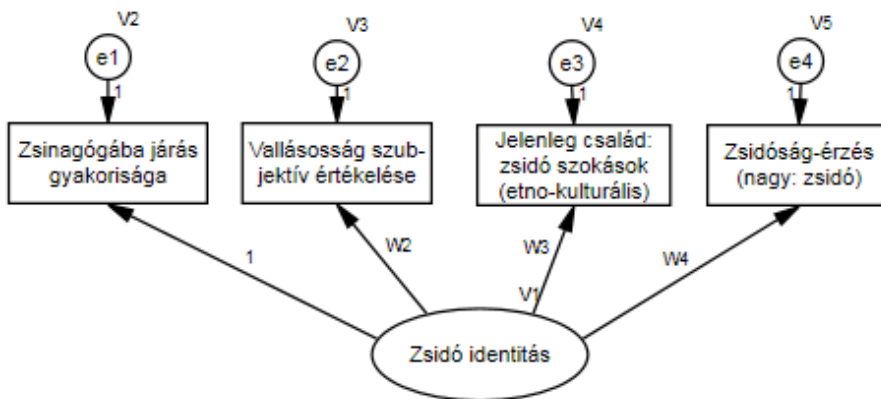 V2
V3
V4
V5
e1
e2
e3
e4
1
1
1
1
Zsinagógába járás
gyakorisága
Vallásosság szub-
jektív értékelése
Jelenleg család:
zsidó szokások
(etno-kulturális)
Zsidóság-érzés
(nagy: zsidó)
1
W2
W3
W4
V1
Zsidó identitás